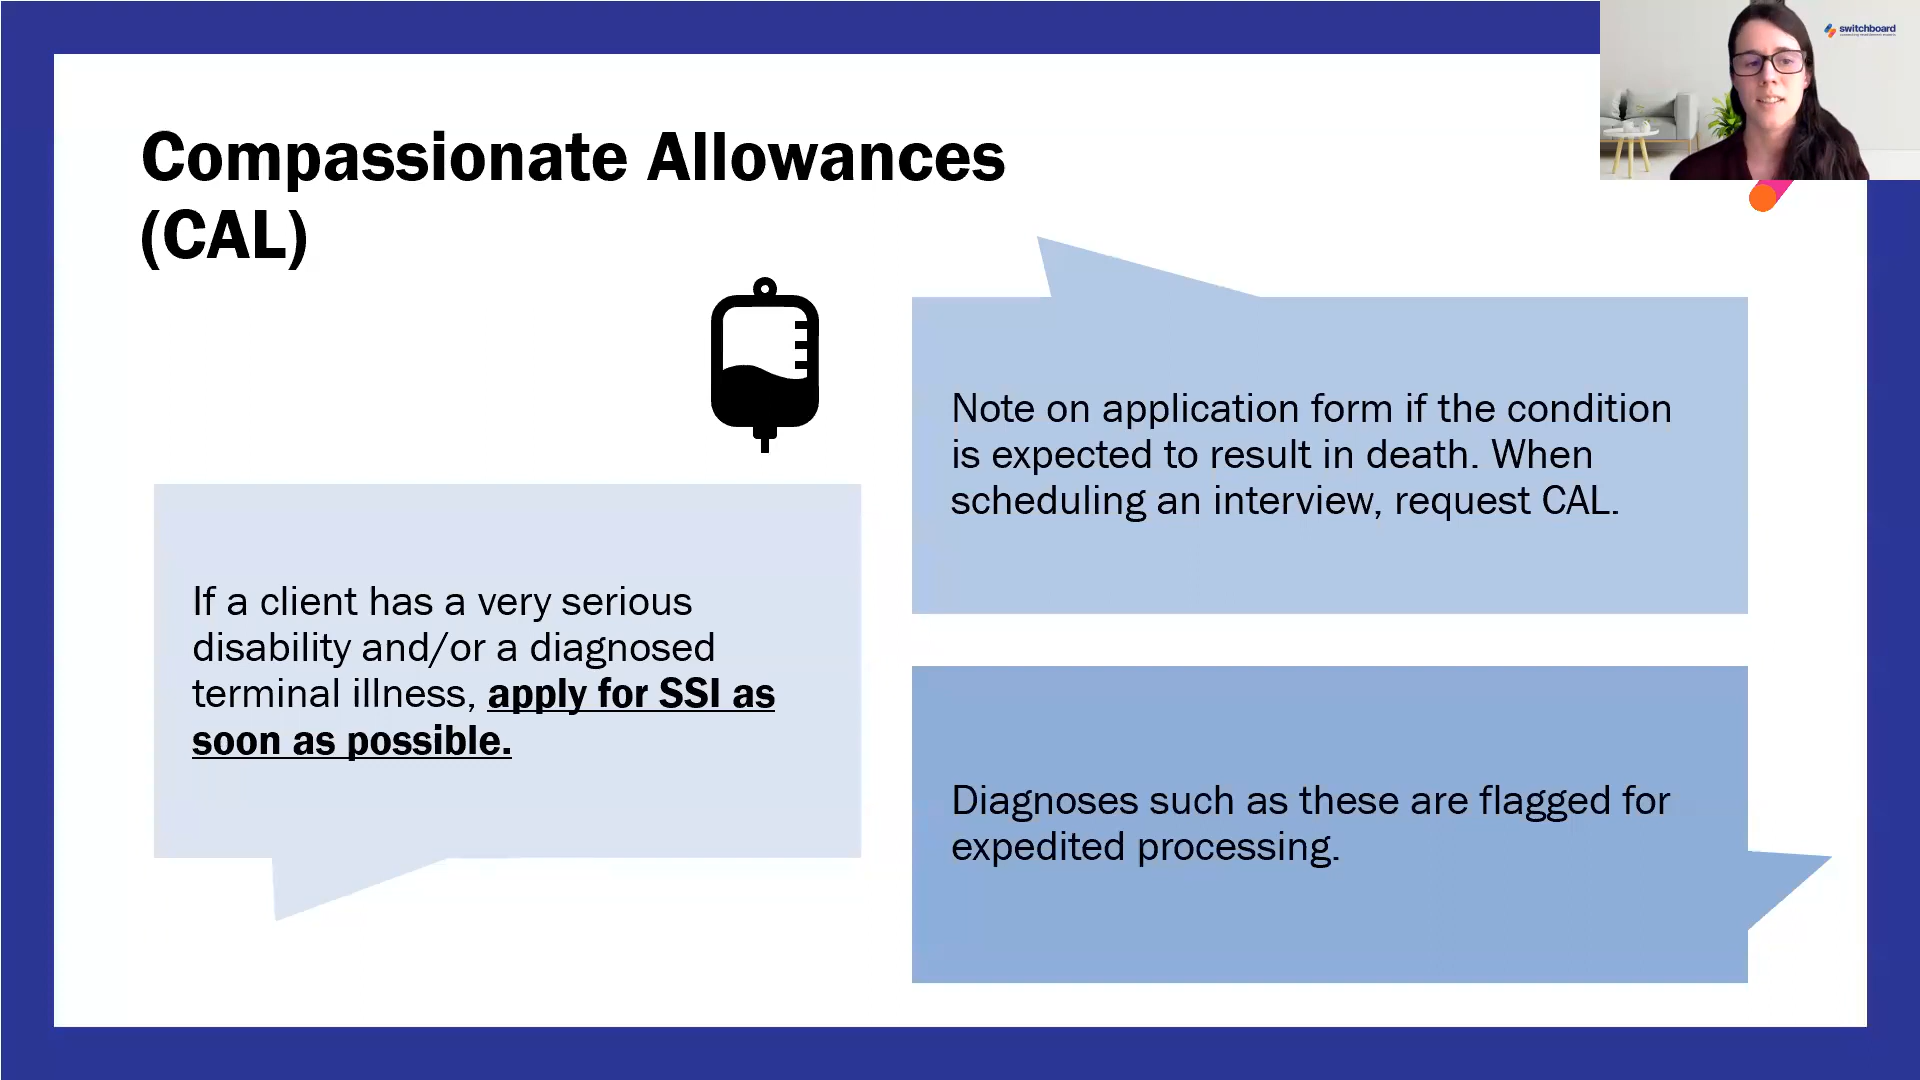 switchboard
Compassionate Allowances
(CAL)
Note on application form if the condition
is expected to result in death. When
scheduling an interview, request CAL.
If a client has a very serious
disability and/or a diagnosed
terminal illness, apply for SSI as
soon as possible.
Diagnoses such as these are flagged for
expedited processing.